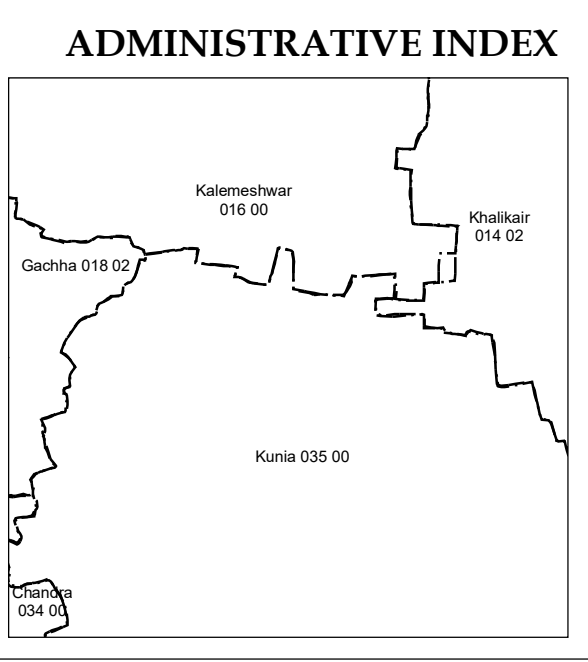 ADMINISTRATIVE INDEX
Kalemeshwar
016 00
Khalikair
014 02
Gachha 018 02
Kunia 035 00
Chandra
034 00